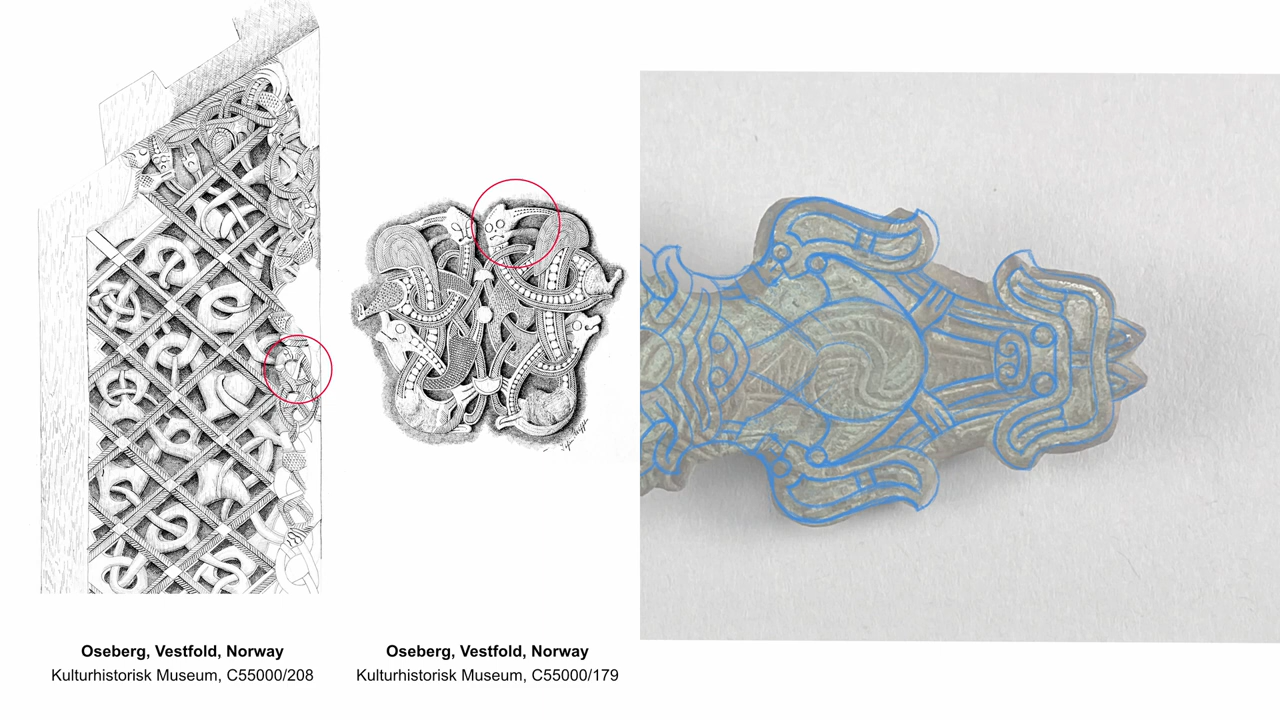 Oseberg, Vestfold, Norway
Kulturhistorisk Museum, C55000/208
Oseberg, Vestfold, Norway
Kulturhistorisk Museum, C55000/179